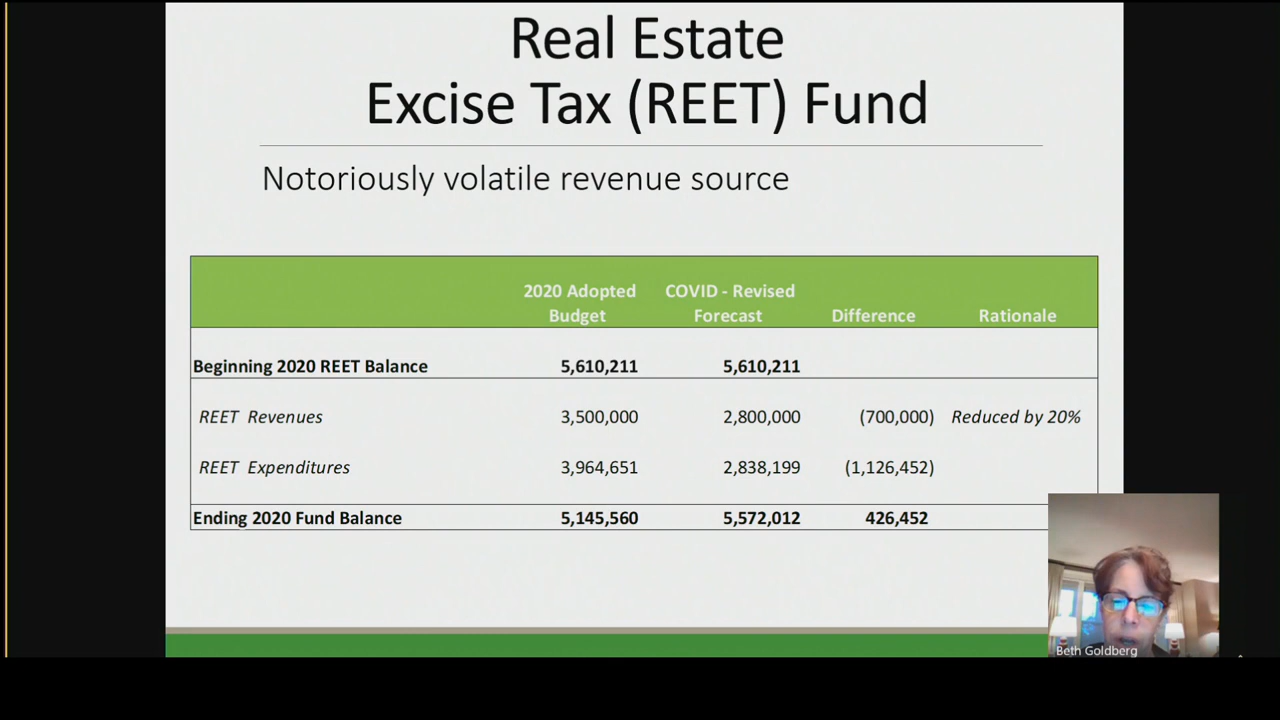 Real Estate
Excise Tax (REET) Fund
Notoriously volatile revenue source
2020 Adopted Budget COVID - Revised Forecast Difference Rationale
Beginning 2020 REET Balance 5,610,211 5,610,211
REET Revenues 3,500,000 2,800,000 (700,000) Reduced by 20%
REET Expenditures 3,964,651 2,838,199 (1,126,452)
Ending 2020 Fund Balance 5,145,560 5,572,012 426,452
Beth Goldberg